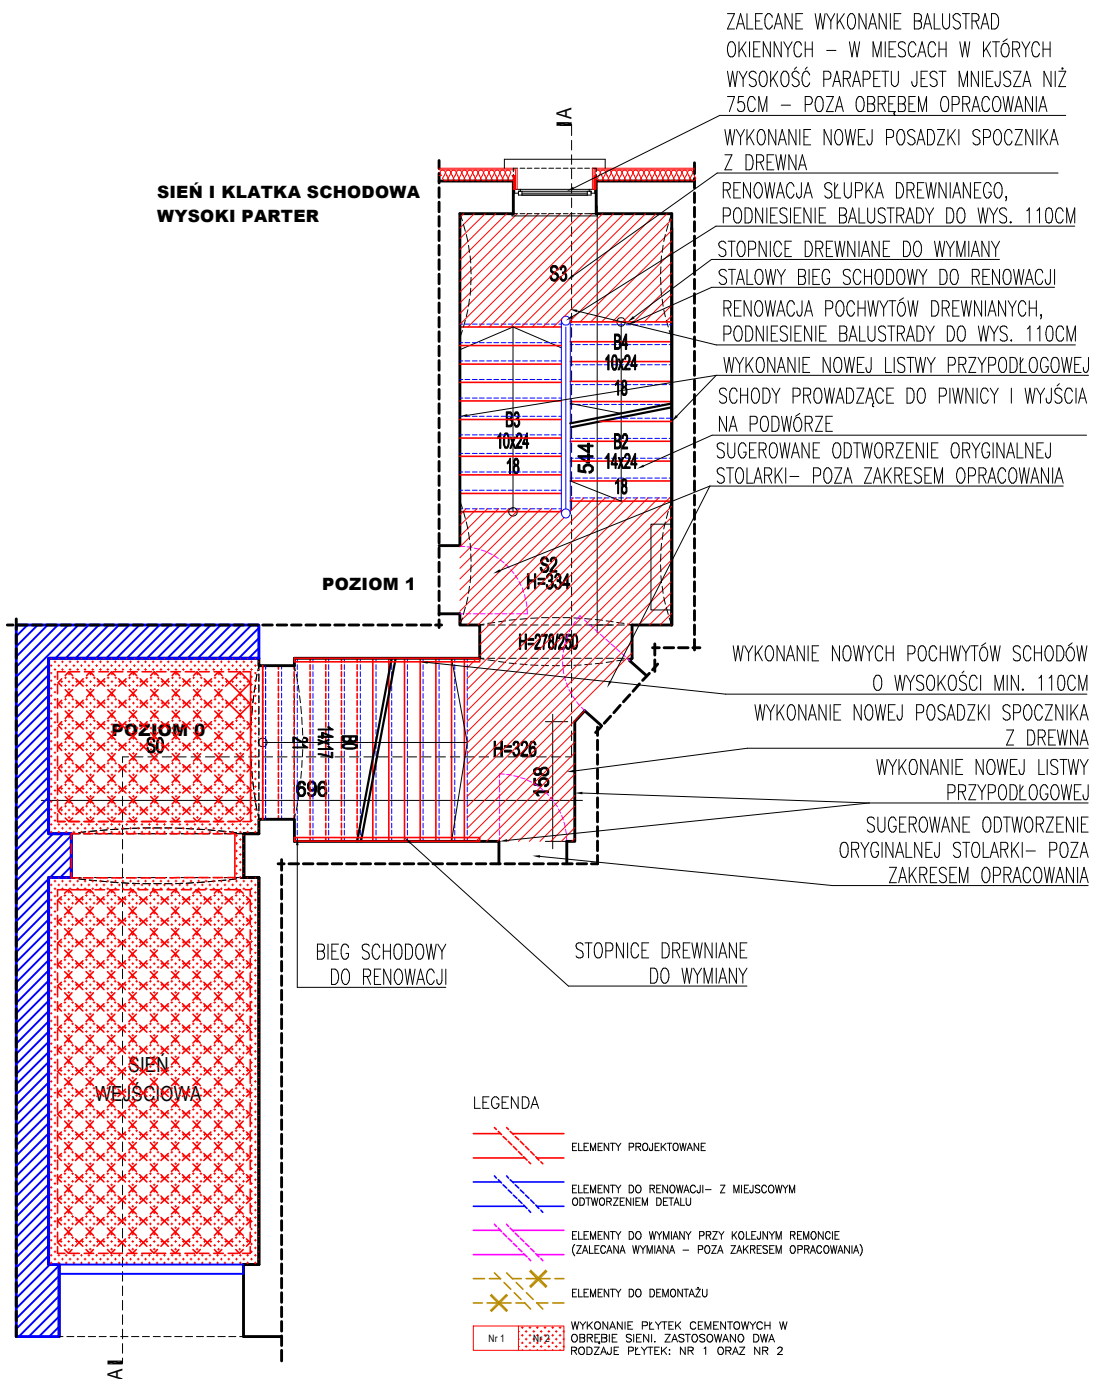 ZALECANE WYKONANIE BALUSTRAD
OKIENNYCH – W MIESCACH W KTÓRYCH
WYSOKOŚĆ PARAPETU JEST MNIEJSZA NIŻ
75CM – POZA OBRĘBEM OPRACOWANIA
A
WYKONANIE NOWEJ POSADZKI SPOCZNIKA
Z DREWNA
SIEŃ I KLATKA SCHODOWA
WYSOKI PARTER
RENOWACJA SŁUPKA DREWNIANEGO,
PODNIESIENIE BALUSTRADY DO WYS. 110CM
STOPNICE DREWNIANE DO WYMIANY
S3
STALOWY BIEG SCHODOWY DO RENOWACJI
RENOWACJA POCHWYTÓW DREWNIANYCH,
PODNIESIENIE BALUSTRADY DO WYS. 110CM
B4
10x24
18
WYKONANIE NOWEJ LISTWY PRZYPODŁOGOWEJ
SCHODY PROWADZĄCE DO PIWNICY I WYJŚCIA
NA PODWÓRZE
B3
10x24
18
B2
14x24
18
544
SUGEROWANE ODTWORZENIE ORYGINALNEJ
STOLARKI– POZA ZAKRESEM OPRACOWANIA
POZIOM 1
S2
H=334
H=278/250
WYKONANIE NOWYCH POCHWYTÓW SCHODÓW
O WYSOKOŚCI MIN. 110CM
WYKONANIE NOWEJ POSADZKI SPOCZNIKA
Z DREWNA
POZIOM 0
S0
B0
14x17
21
H=326
158
696
WYKONANIE NOWEJ LISTWY
PRZYPODŁOGOWEJ
SUGEROWANE ODTWORZENIE
ORYGINALNEJ STOLARKI– POZA
ZAKRESEM OPRACOWANIA
BIEG SCHODOWY
DO RENOWACJI
STOPNICE DREWNIANE
DO WYMIANY
SIEŃ
WEJŚCIOWA
LEGENDA
ELEMENTY PROJEKTOWANE
ELEMENTY DO RENOWACJI– Z MIEJSCOWYM
ODTWORZENIEM DETALU
ELEMENTY DO WYMIANY PRZY KOLEJNYM REMONCIE
(ZALECANA WYMIANA – POZA ZAKRESEM OPRACOWANIA)
ELEMENTY DO DEMONTAŻU
Nr 1
Nr 2
WYKONANIE PŁYTEK CEMENTOWYCH W
OBRĘBIE SIENI. ZASTOSOWANO DWA
RODZAJE PŁYTEK: NR 1 ORAZ NR 2
A